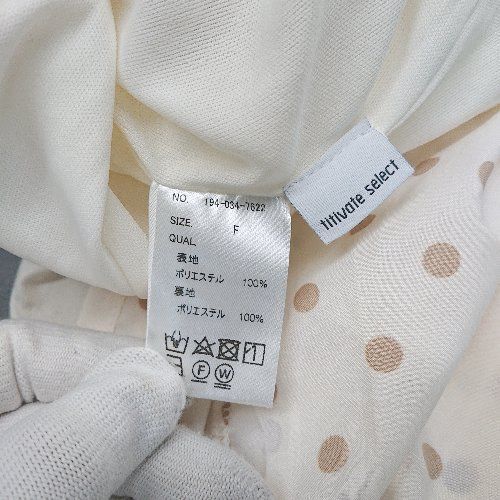 NO. 194-034-7622
SIZE. F
QUAL
表地
ポリエステル 100%
裏地
ポリエステル 100%
F W
titivate select